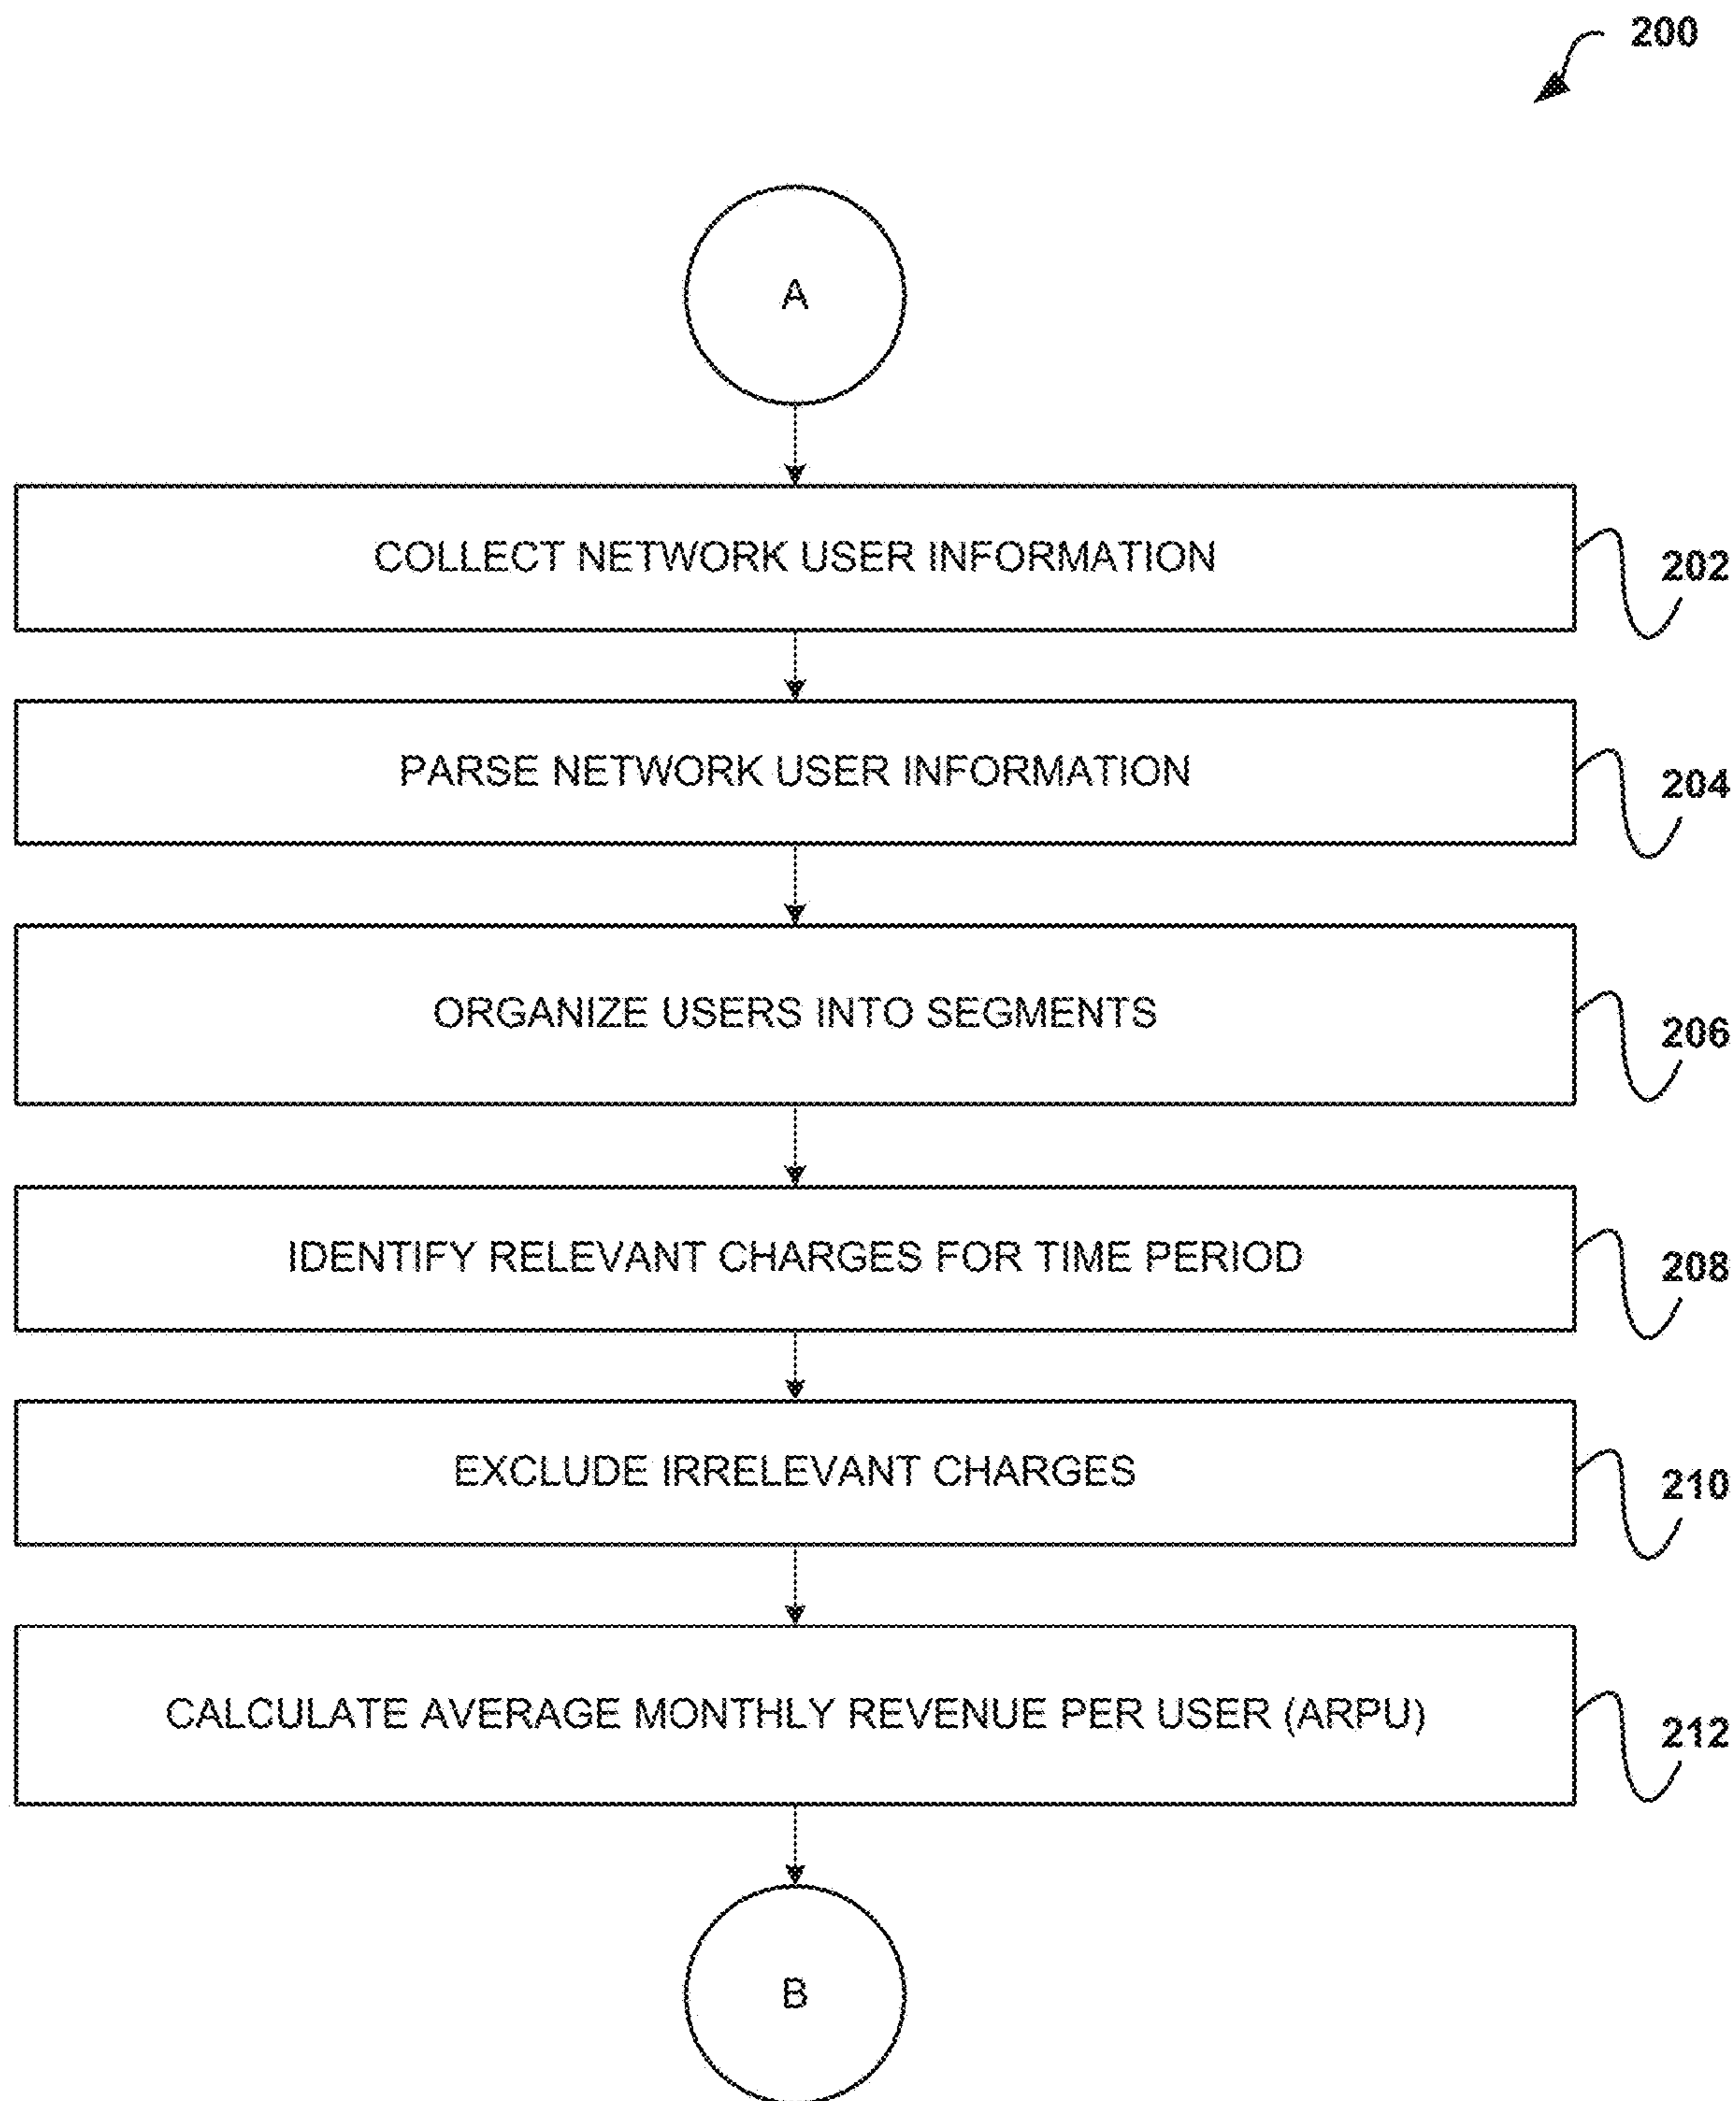 200
A
COLLECT NETWORK USER INFORMATION
202
PARSE NETWORK USER INFORMATION
204
ORGANIZE USERS INTO SEGMENTS
206
IDENTIFY RELEVANT CHARGES FOR TIME PERIOD
208
EXCLUDE IRRELEVANT CHARGES
210
CALCULATE AVERAGE MONTHLY REVENUE PER USER (ARPU)
212
B